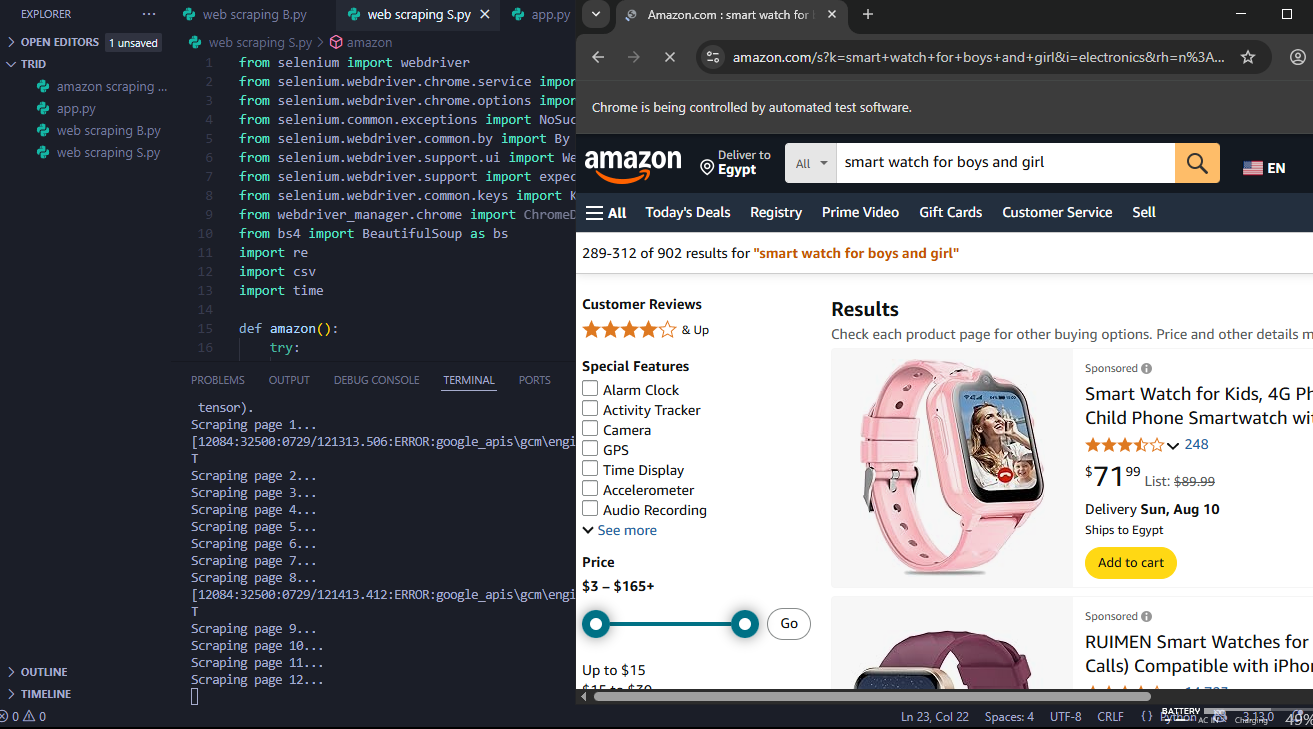 EXPLORER
OPEN EDITORS 1 unsaved
TRID
amazon scraping ...
app.py
web scraping B.py
web scraping S.py
OUTLINE
TIMELINE
web scraping B.py
web scraping S.py
app.py
web scraping S.py > amazon
1 from selenium import webdriver
2 from selenium.webdriver.chrome.service impor
3 from selenium.webdriver.chrome.options impor
4 from selenium.common.exceptions import NoSuc
5 from selenium.webdriver.common.by import By
6 from selenium.webdriver.support.ui import We
7 from selenium.webdriver.support import expec
8 from selenium.webdriver.common.keys import K
9 from webdriver_manager.chrome import ChromeD
10 from bs4 import BeautifulSoup as bs
11 import re
12 import csv
13 import time
14
15 def amazon():
16 try:
PROBLEMS OUTPUT DEBUG CONSOLE TERMINAL PORTS
tensor).
Scraping page 1...
[12084:32500:0729/121313.506:ERROR:google_apis\gcm\engi
T
Scraping page 2...
Scraping page 3...
Scraping page 4...
Scraping page 5...
Scraping page 6...
Scraping page 7...
Scraping page 8...
[12084:32500:0729/121413.412:ERROR:google_apis\gcm\engi
T
Scraping page 9...
Scraping page 10...
Scraping page 11...
Scraping page 12...
Amazon.com : smart watch for b
amazon.com/s?k=smart+watch+for+boys+and+girl&i=electronics&rh=n%3A...
Chrome is being controlled by automated test software.
amazon
Deliver to
Egypt
All
smart watch for boys and girl
EN
All Today's Deals Registry Prime Video Gift Cards Customer Service Sell
289-312 of 902 results for "smart watch for boys and girl"
Customer Reviews
& Up
Special Features
Alarm Clock
Activity Tracker
Camera
GPS
Time Display
Accelerometer
Audio Recording
See more
Price
$3 – $165+
Go
Up to $15
$15 to $30
Results
Check each product page for other buying options. Price and other details m
Sponsored
Smart Watch for Kids, 4G Ph
Child Phone Smartwatch wit
248
$71.99 List: $89.99
Delivery Sun, Aug 10
Ships to Egypt
Add to cart
Sponsored
RUIMEN Smart Watches for
Calls) Compatible with iPhon
0 0
Ln 23, Col 22 Spaces: 4 UTF-8 CRLF { } Python 3.13.0
BATTERY
AC IN Charging 49%